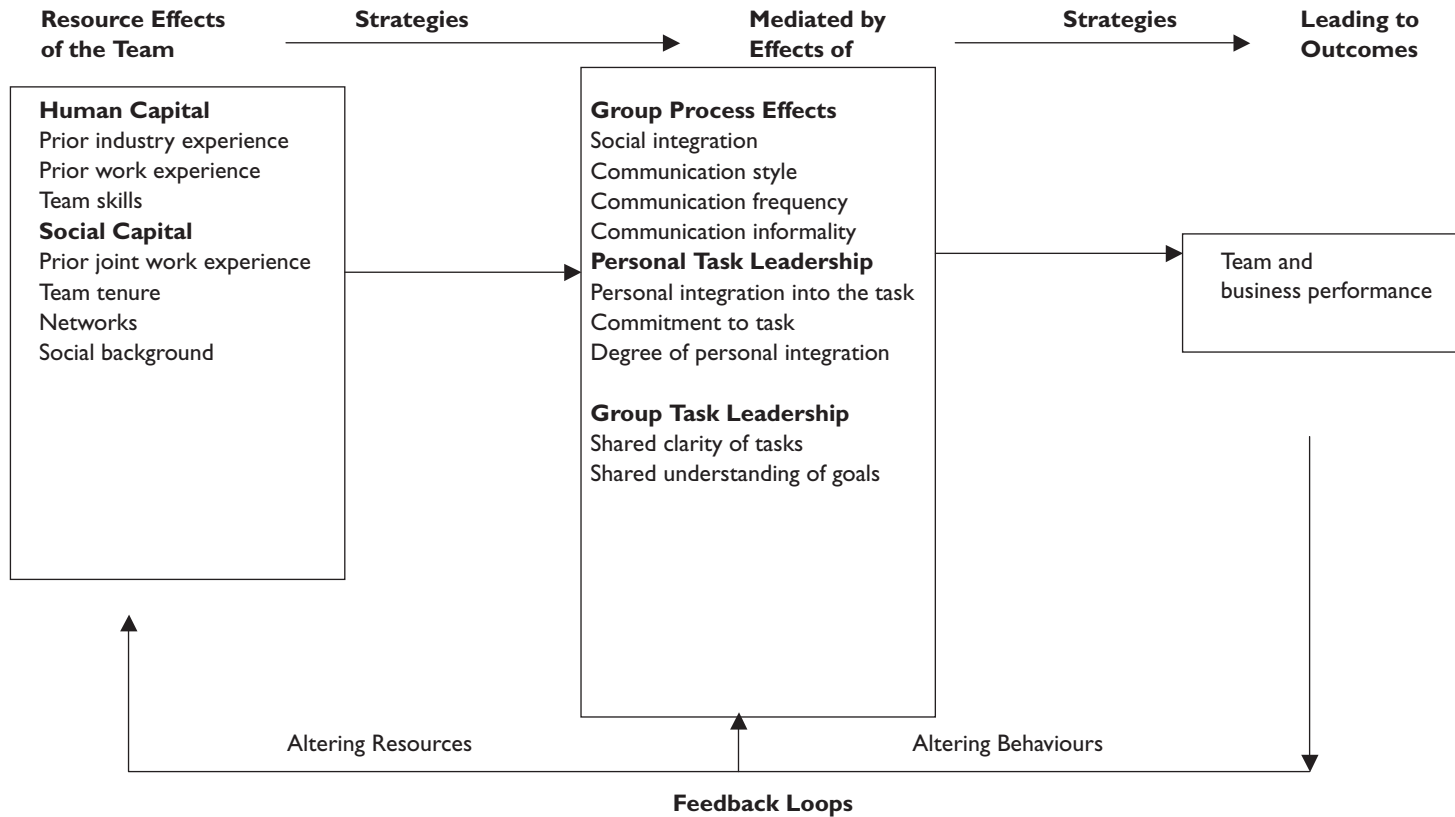 Resource Effects
of the Team
Strategies
Mediated by
Effects of
Strategies
Leading to
Outcomes
Human Capital
Prior industry experience
Prior work experience
Team skills
Social Capital
Prior joint work experience
Team tenure
Networks
Social background
Group Process Effects
Social integration
Communication style
Communication frequency
Communication informality
Personal Task Leadership
Personal integration into the task
Commitment to task
Degree of personal integration
Group Task Leadership
Shared clarity of tasks
Shared understanding of goals
Team and
business performance
Altering Resources
Altering Behaviours
Feedback Loops